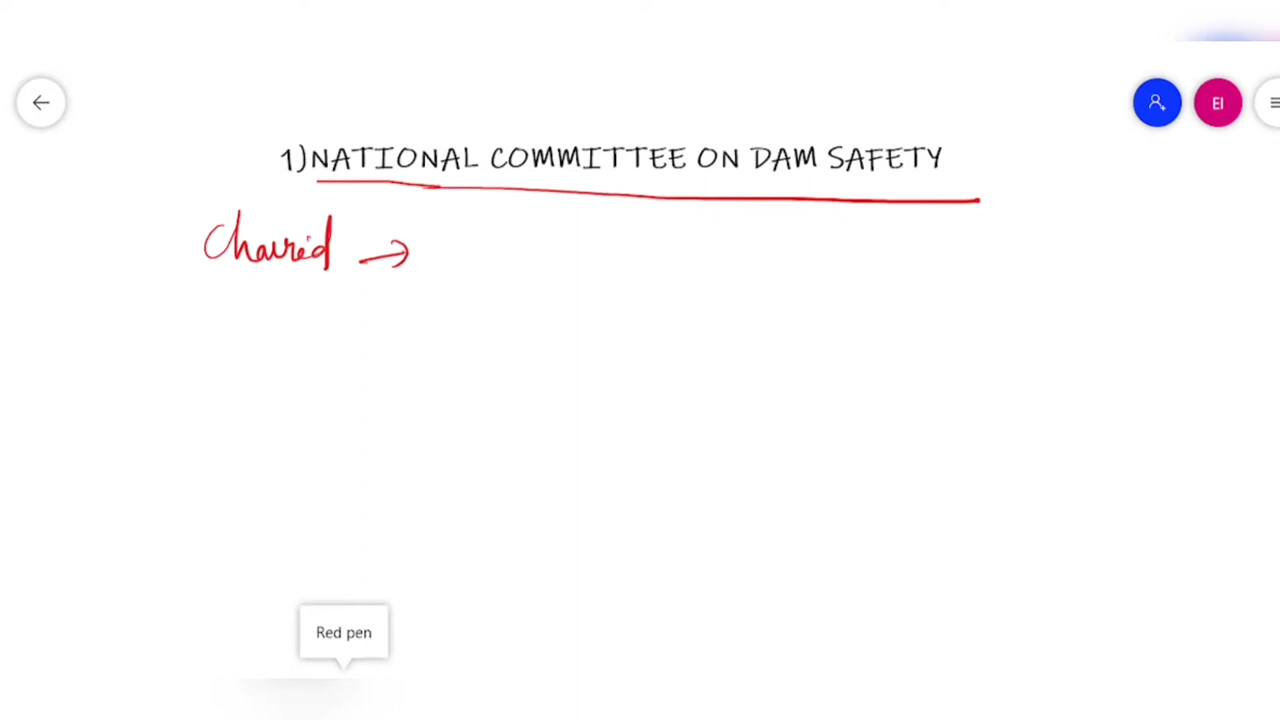 EI
1)NATIONAL COMMITTEE ON DAM SAFETY
Chaired →
Red pen